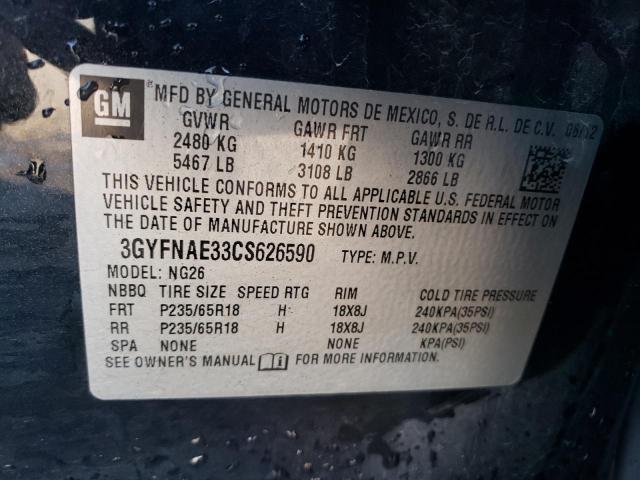 GM
MFD BY GENERAL MOTORS DE MEXICO, S. DE R.L. DE C.V.
GVWR GAWR FRT GAWR RR
2480 KG 1410 KG 1300 KG
5467 LB 3108 LB 2866 LB
THIS VEHICLE CONFORMS TO ALL APPLICABLE U.S. FEDERAL MOTOR
VEHICLE SAFETY AND THEFT PREVENTION STANDARDS IN EFFECT ON
THE DATE OF MANUFACTURE SHOWN ABOVE.
3GYFNAE33CS626590 TYPE: M.P.V.
MODEL: NG26
NBBQ TIRE SIZE SPEED RTG RIM COLD TIRE PRESSURE
FRT P235/65R18 H 18X8J 240KPA(35PSI)
RR P235/65R18 H 18X8J 240KPA(35PSI)
SPA NONE NONE KPA(PSI)
SEE OWNER'S MANUAL FOR MORE INFORMATION.